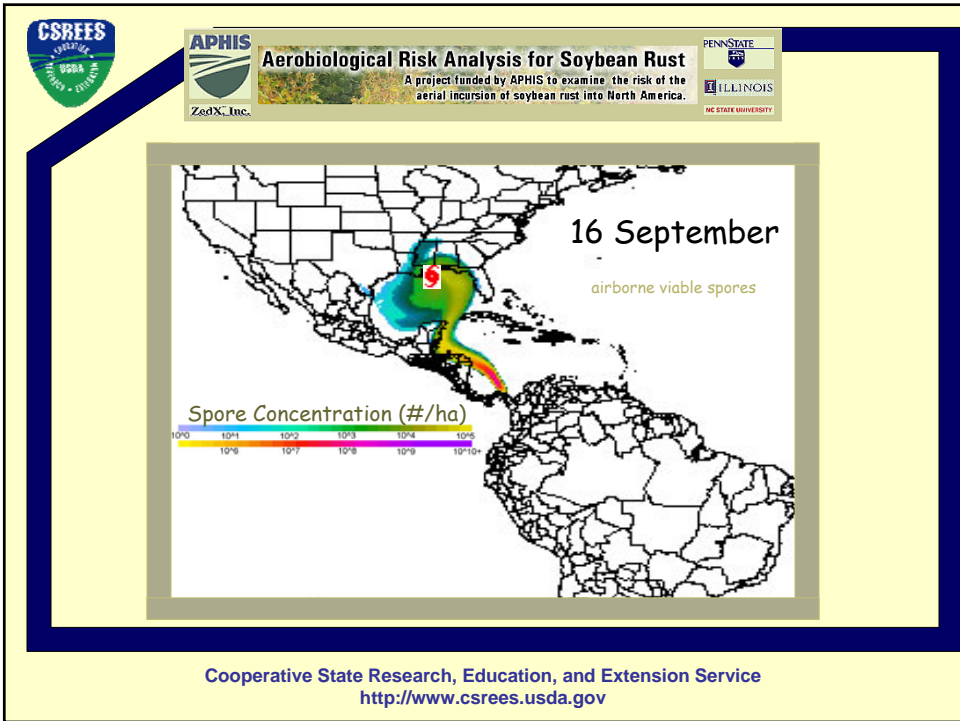 CSREES
EDUCATION
USDA
RESEARCH • EXTENSION
APHIS
ZedX, Inc.
Aerobiological Risk Analysis for Soybean Rust
A project funded by APHIS to examine the risk of the
aerial incursion of soybean rust into North America.
PENNSTATE
ILLINOIS
NC STATE UNIVERSITY
16 September
airborne viable spores
Spore Concentration (#/ha)
10^0 10^1 10^2 10^3 10^4 10^5
10^6 10^7 10^8 10^9 10^10+
Cooperative State Research, Education, and Extension Service
http://www.csrees.usda.gov